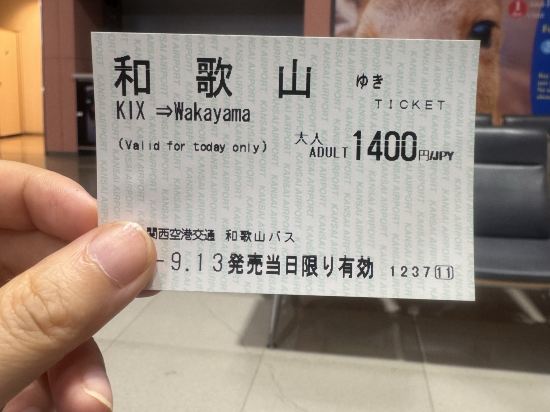 和歌山 ゆき
KIX ⇒Wakayama TICKET
(Valid for today only) 大人 ADULT 1400円/JPY
関西空港交通 和歌山バス
-9.13発売当日限り有効 1237 11